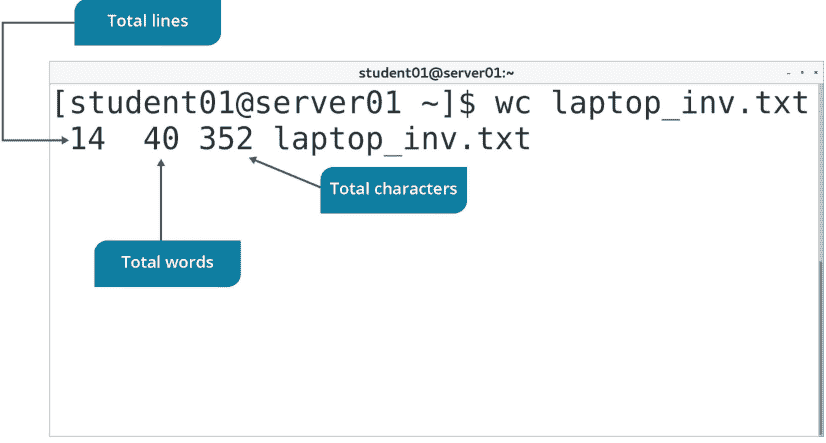 Total lines
student01@server01:~
[student01@server01 ~]$ wc laptop_inv.txt
14 40 352 laptop_inv.txt
Total characters
Total words